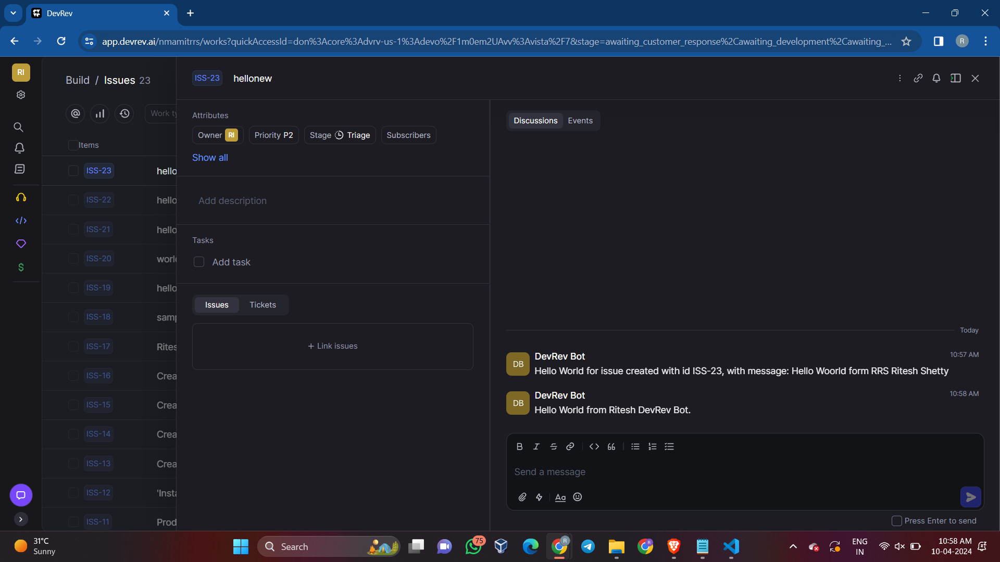 DevRev
app.devrev.ai/nmamitrrs/works?quickAccessId=don%3Acore%3Advrv-us-1%3Adevo%2F1m0em2UAvv%3Avista%2F7&stage=awaiting_customer_response%2Cawaiting_development%2Cawaiting_...
R
RI
Build / Issues 23
Work ty
Items
ISS-23 hello
ISS-22 hello
ISS-21 hello
ISS-20 worl
ISS-19 hello
ISS-18 samp
ISS-17 Rites
ISS-16 Crea
ISS-15 Crea
ISS-14 Crea
ISS-13 Crea
ISS-12 'Insta
ISS-11 Prod
ISS-23 hellonew
Attributes
Owner RI Priority P2 Stage Triage Subscribers
Show all
Add description
Tasks
Add task
Issues Tickets
+ Link issues
Discussions Events
Today
DB
DevRev Bot 10:57 AM
Hello World for issue created with id ISS-23, with message: Hello Woorld form RRS Ritesh Shetty
DB
DevRev Bot 10:58 AM
Hello World from Ritesh DevRev Bot.
Send a message
Aa
Press Enter to send
31°C
Sunny
Search
75
R
R
ENG
IN
10:58 AM
10-04-2024